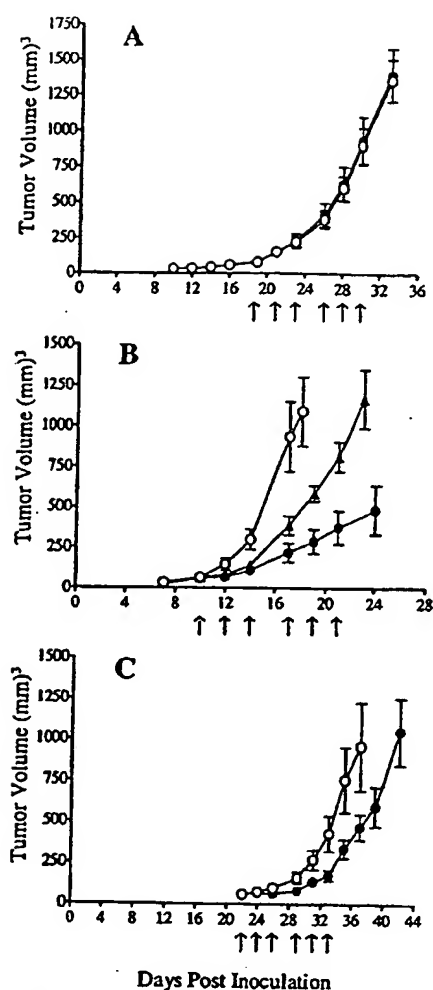 A
Tumor Volume (mm)³
1750
1500
1250
1000
750
500
250
0
0 4 8 12 16 20 24 28 32 36
↑ ↑ ↑ ↑ ↑ ↑
B
Tumor Volume (mm)³
1500
1250
1000
750
500
250
0
0 4 8 12 16 20 24 28
↑ ↑ ↑ ↑ ↑ ↑
C
Tumor Volume (mm)³
1500
1250
1000
750
500
250
0
0 4 8 12 16 20 24 28 32 36 40 44
↑ ↑ ↑ ↑ ↑ ↑
Days Post Inoculation